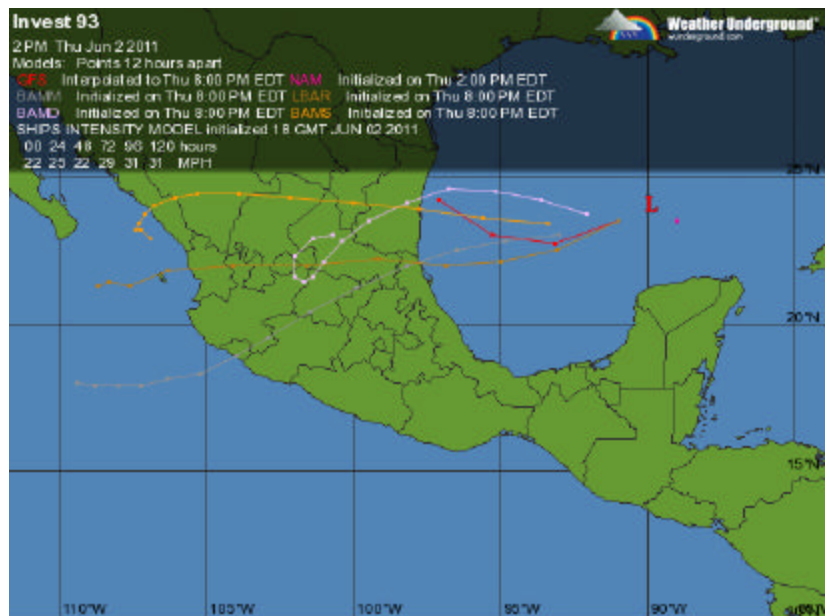 Invest 93
Weather Underground®
wunderground.com
2 PM Thu Jun 2 2011
Models: Points 12 hours apart
GFS Interpolated to Thu 8:00 PM EDT NAM Initialized on Thu 2:00 PM EDT
BAMM Initialized on Thu 8:00 PM EDT LBAR Initialized on Thu 8:00 PM EDT
BAMD Initialized on Thu 8:00 PM EDT BAMS Initialized on Thu 8:00 PM EDT
SHIPS INTENSITY MODEL initialized 18 GMT JUN 02 2011
00 24 48 72 96 120 hours
22 25 22 29 31 31 MPH
25°N
L
20°N
15°N
110°W 105°W 100°W 95°W 90°W